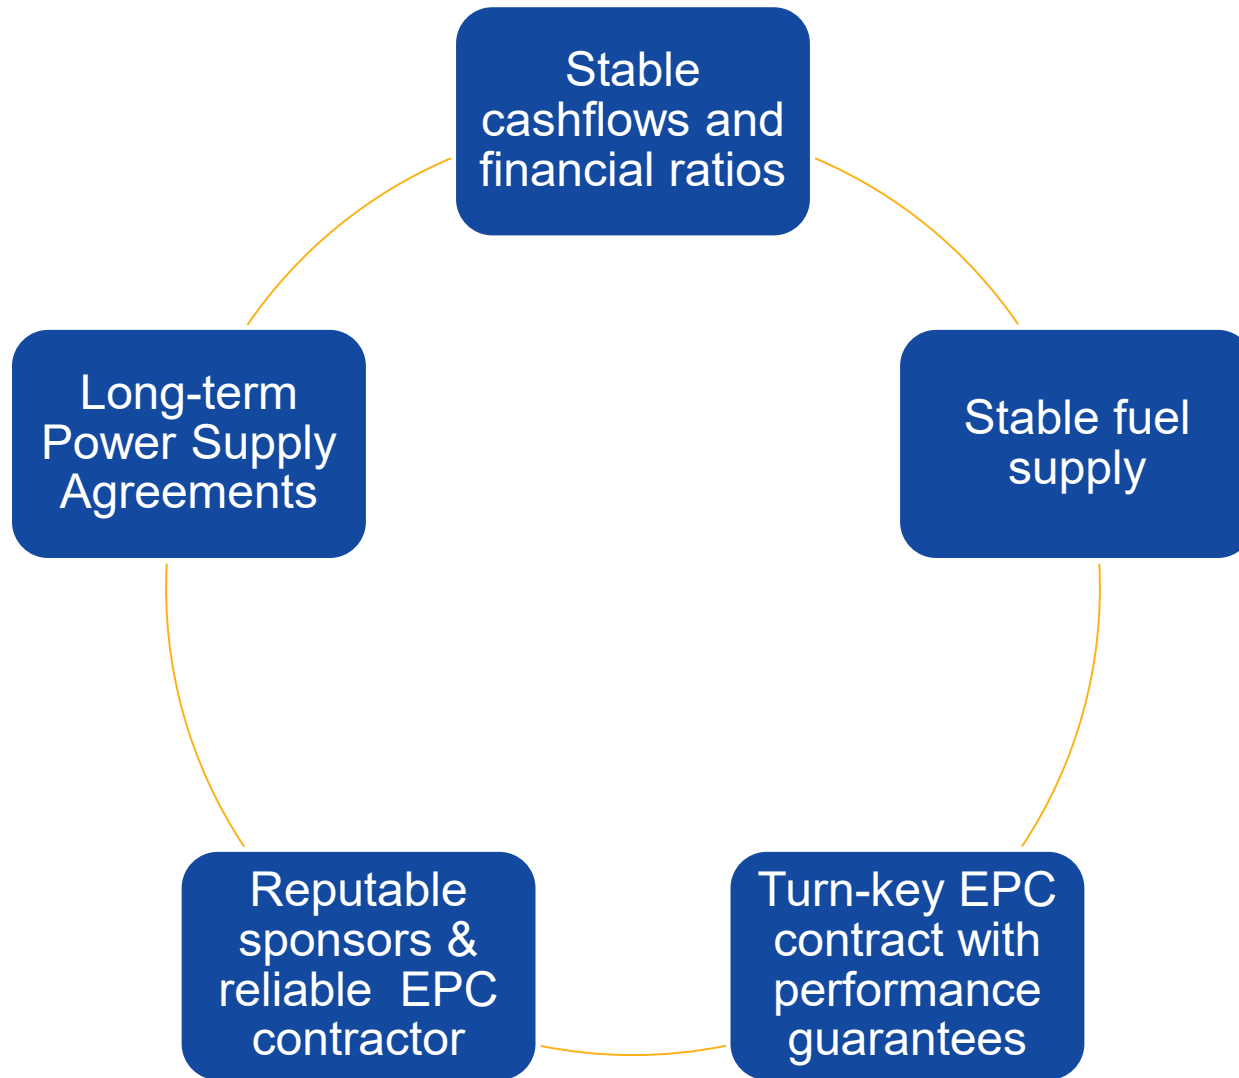 Stable
cashflows and
financial ratios
Stable fuel
supply
Turn-key EPC
contract with
performance
guarantees
Reputable
sponsors &
reliable  EPC
contractor
Long-term
Power Supply
Agreements